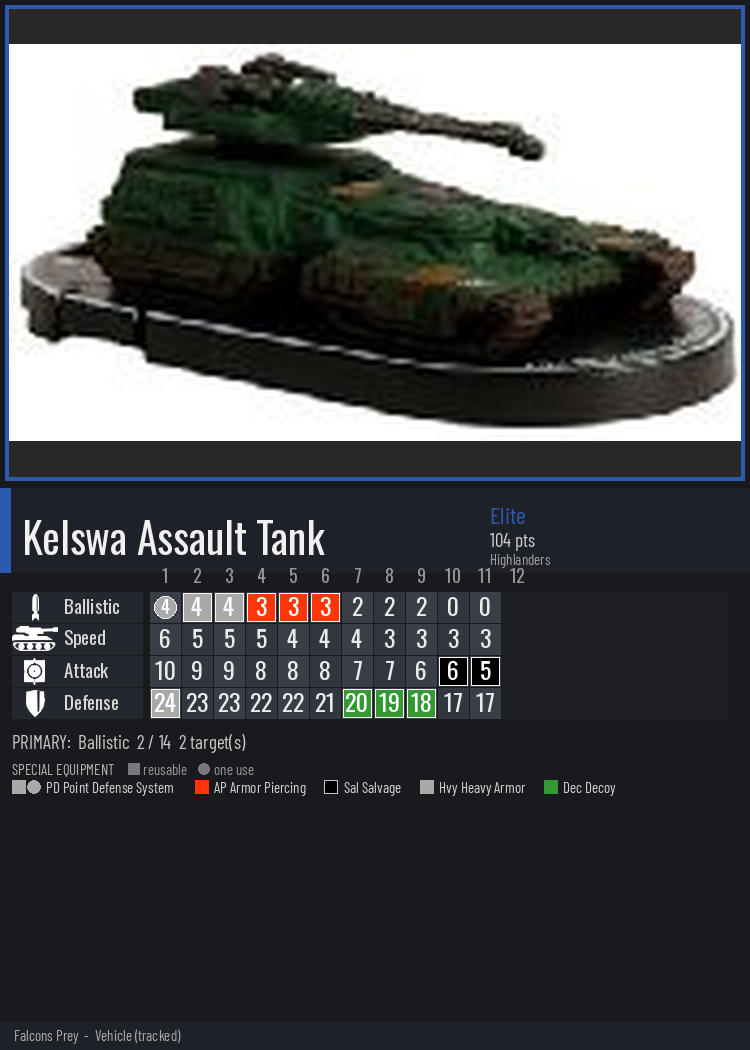 Kelswa Assault Tank
Elite
104 pts
Highlanders
1 2 3 4 5 6 7 8 9 10 11 12
Ballistic 4 4 4 3 3 3 2 2 2 0 0
Speed 6 5 5 5 4 4 4 3 3 3 3
Attack 10 9 9 8 8 8 7 7 6 6 5
Defense 24 23 23 22 22 21 20 19 18 17 17
PRIMARY: Ballistic 2 / 14 2 target(s)
SPECIAL EQUIPMENT reusable one use
PD Point Defense System AP Armor Piercing Sal Salvage Hvy Heavy Armor Dec Decoy
Falcons Prey - Vehicle (tracked)